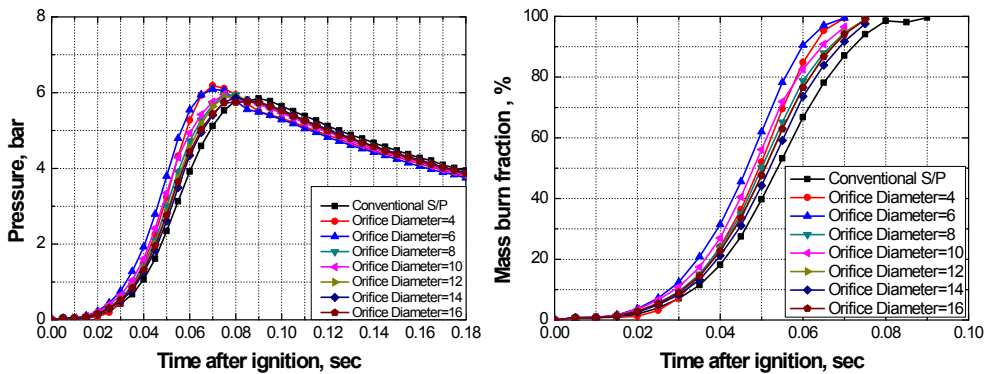 8
6
4
2
0
Pressure, bar
0.00 0.02 0.04 0.06 0.08 0.10 0.12 0.14 0.16 0.18
Time after ignition, sec
Conventional S/P
Orifice Diameter=4
Orifice Diameter=6
Orifice Diameter=8
Orifice Diameter=10
Orifice Diameter=12
Orifice Diameter=14
Orifice Diameter=16
100
80
60
40
20
0
Mass burn fraction , %
0.00 0.02 0.04 0.06 0.08 0.10
Time after ignition, sec
Conventional S/P
Orifice Diameter=4
Orifice Diameter=6
Orifice Diameter=8
Orifice Diameter=10
Orifice Diameter=12
Orifice Diameter=14
Orifice Diameter=16